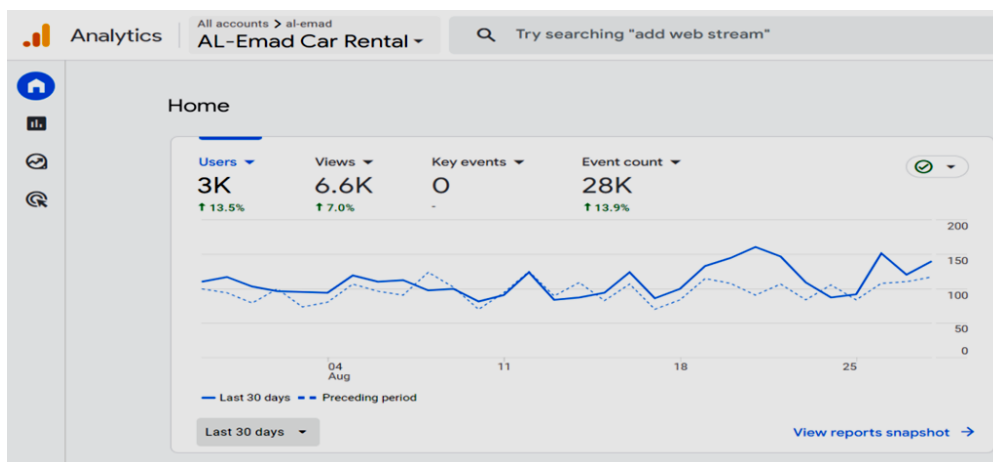 Analytics
All accounts > al-emad
AL-Emad Car Rental
Try searching "add web stream"
Home
Users
Views
Key events
Event count
3K
6.6K
0
28K
↑ 13.5%
↑ 7.0%
-
↑ 13.9%
200
150
100
50
0
04
Aug
11
18
25
Last 30 days
Preceding period
Last 30 days
View reports snapshot →